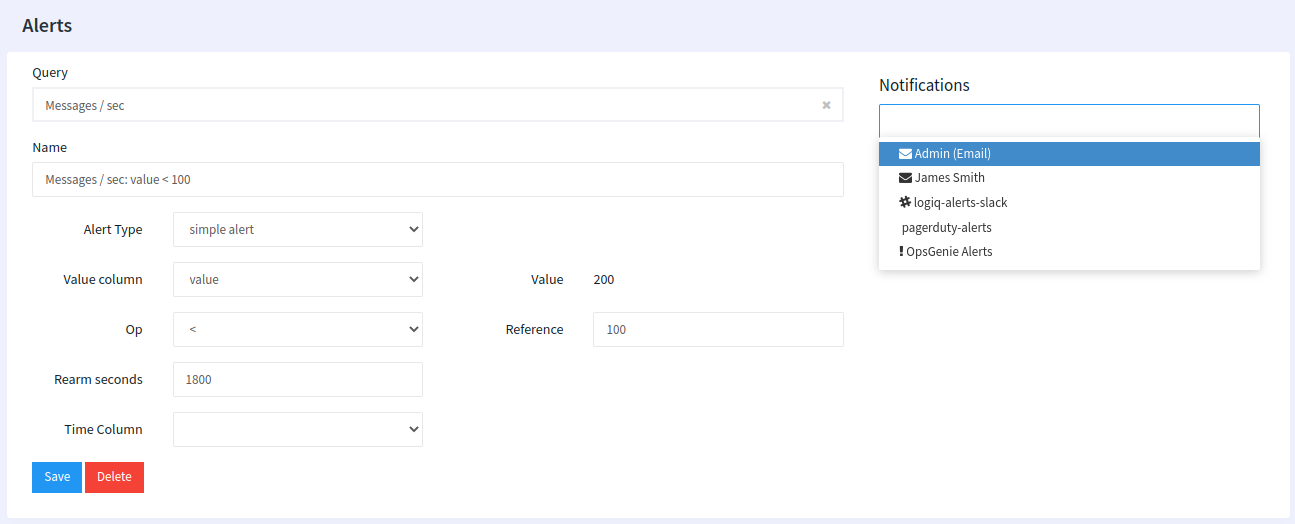 Alerts
Query
Messages / sec
Name
Messages / sec: value < 100
Alert Type simple alert
Value column value Value 200
Op < Reference 100
Rearm seconds 1800
Time Column
Save Delete
Notifications
Admin (Email)
James Smith
logiq-alerts-slack
pagerduty-alerts
OpsGenie Alerts